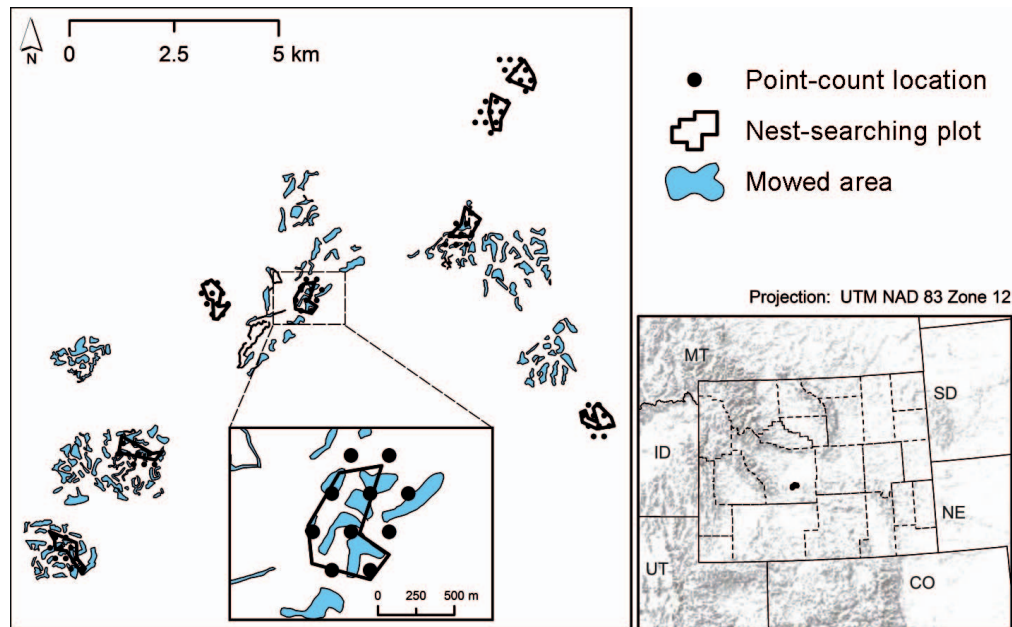 N
0 2.5 5 km
Point-count location
Nest-searching plot
Mowed area
Projection: UTM NAD 83 Zone 12
MT
SD
ID
NE
UT
CO
0 250 500 m